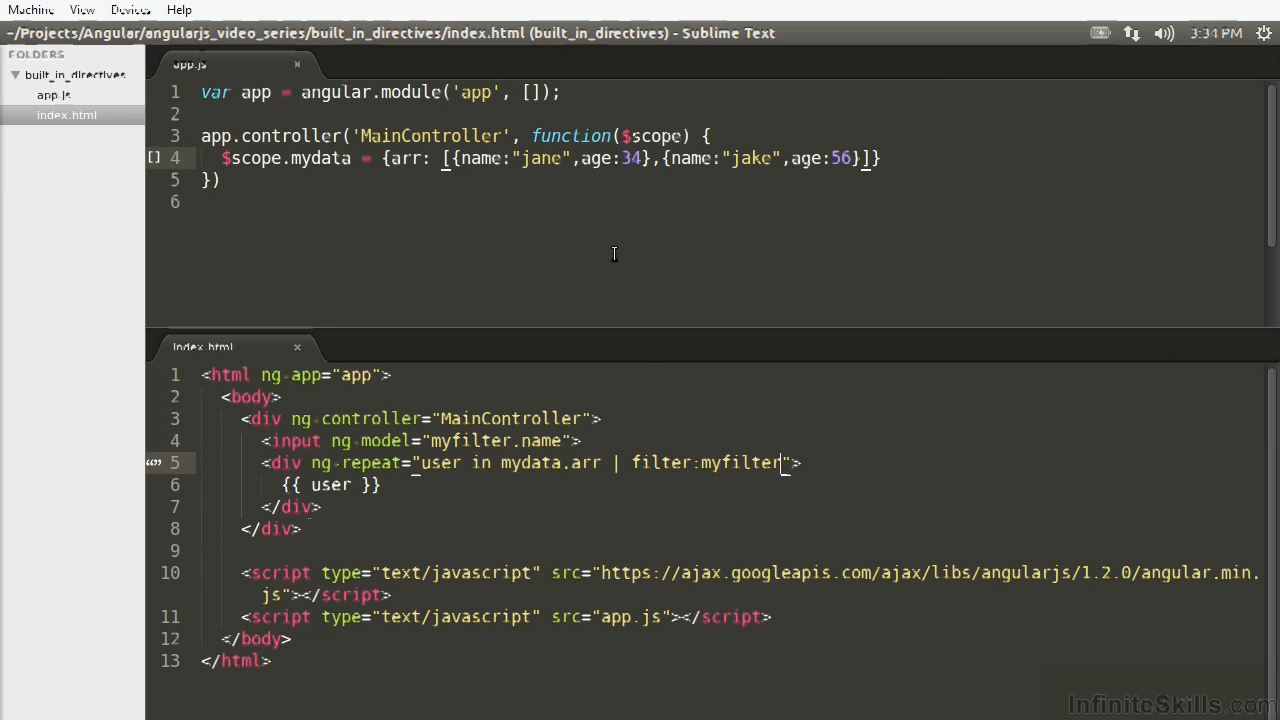 Machine View Devices Help
~/Projects/Angular/angularjs_video_series/built_in_directives/index.html (built_in_directives) - Sublime Text 3:34 PM
FOLDERS
built_in_directives
app.js
index.html
app.js ×
1 var app = angular.module('app', []);
2
3 app.controller('MainController', function($scope) {
[] 4 $scope.mydata = {arr: [{name:"jane",age:34},{name:"jake",age:56}]}
5 })
6
index.html ×
1 <html ng-app="app">
2 <body>
3 <div ng-controller="MainController">
4 <input ng-model="myfilter.name">
“” 5 <div ng-repeat="user in mydata.arr | filter:myfilter">
6 {{ user }}
7 </div>
8 </div>
9
10 <script type="text/javascript" src="https://ajax.googleapis.com/ajax/libs/angularjs/1.2.0/angular.min.
js"></script>
11 <script type="text/javascript" src="app.js"></script>
12 </body>
13 </html>
InfiniteSkills.com